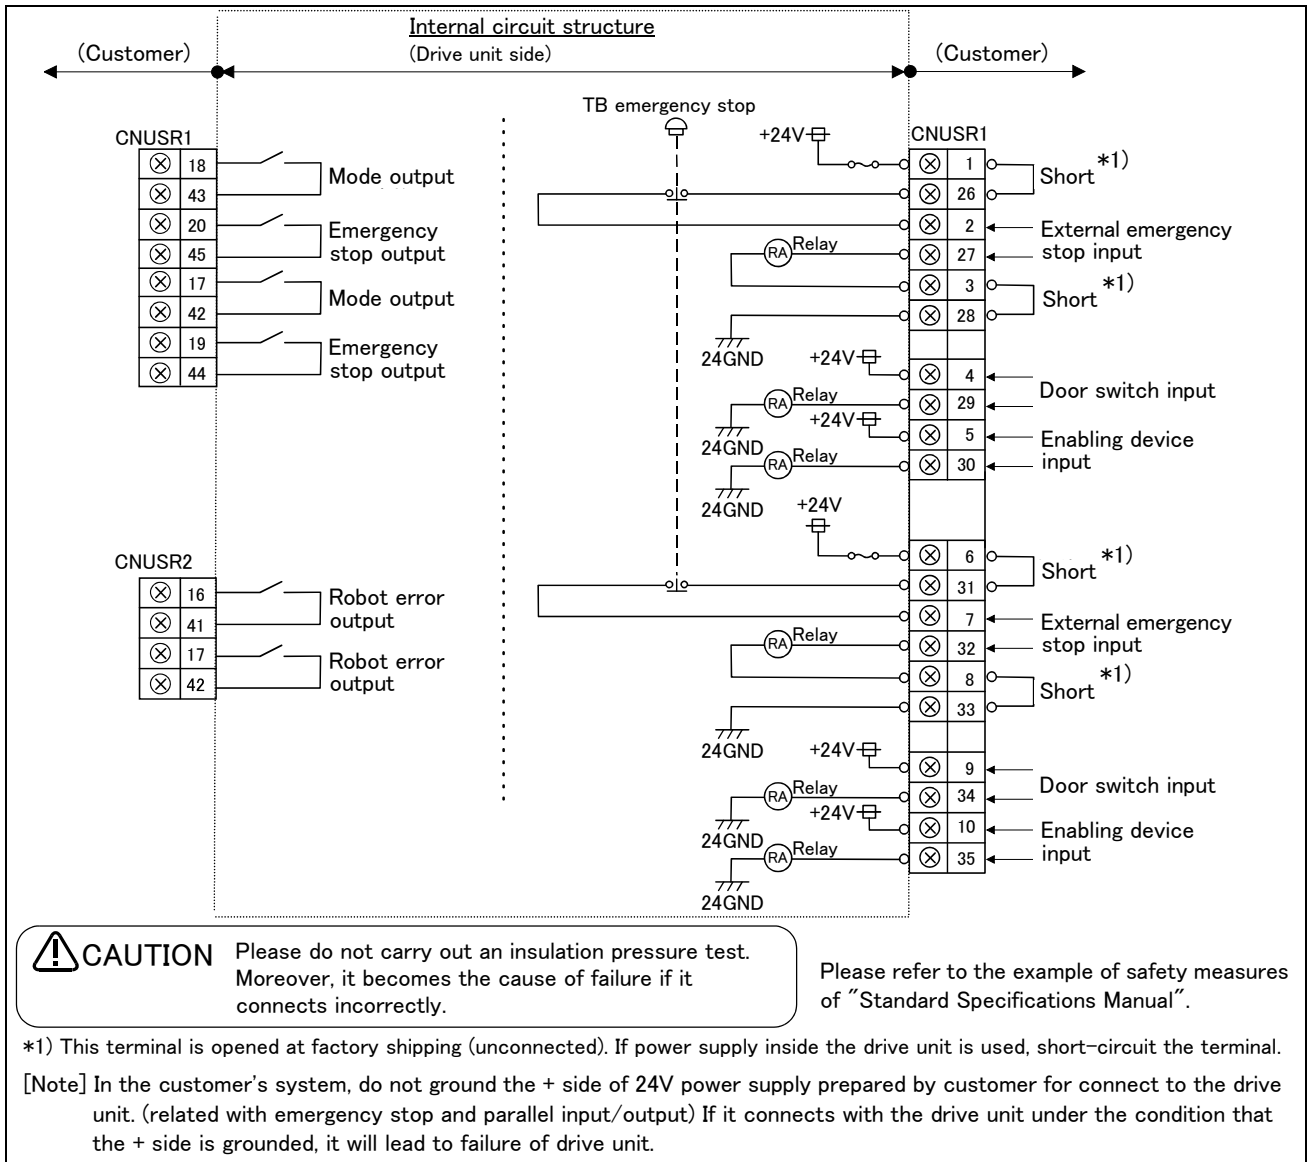 Internal circuit structure
(Customer)
(Drive unit side)
(Customer)
TB emergency stop
CNUSR1
18
43
Mode output
20
45
Emergency
stop output
17
42
Mode output
19
44
Emergency
stop output
CNUSR2
16
41
Robot error
output
17
42
Robot error
output
+24V
CNUSR1
1
26
Short *1)
2
27
External emergency
stop input
RA Relay
3
28
Short *1)
24GND
+24V
4
29
Door switch input
RA Relay
24GND
+24V
5
30
Enabling device
input
RA Relay
24GND
+24V
6
31
Short *1)
7
32
External emergency
stop input
RA Relay
8
33
Short *1)
24GND
+24V
9
34
Door switch input
RA Relay
24GND
+24V
10
35
Enabling device
input
RA Relay
24GND
CAUTION
Please do not carry out an insulation pressure test.
Moreover, it becomes the cause of failure if it
connects incorrectly.
Please refer to the example of safety measures
of "Standard Specifications Manual".
*1) This terminal is opened at factory shipping (unconnected). If power supply inside the drive unit is used, short-circuit the terminal.
[Note] In the customer's system, do not ground the + side of 24V power supply prepared by customer for connect to the drive
unit. (related with emergency stop and parallel input/output) If it connects with the drive unit under the condition that
the + side is grounded, it will lead to failure of drive unit.